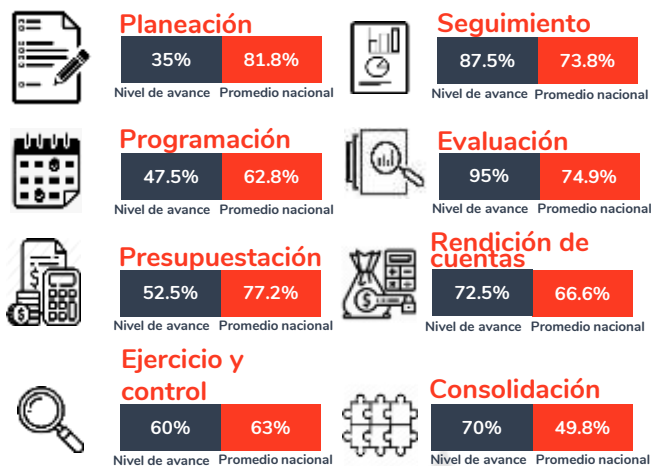 Planeación
35% 81.8%
Nivel de avance Promedio nacional
Programación
47.5% 62.8%
Nivel de avance Promedio nacional
Presupuestación
52.5% 77.2%
Nivel de avance Promedio nacional
Ejercicio y
control
60% 63%
Nivel de avance Promedio nacional
Seguimiento
87.5% 73.8%
Nivel de avance Promedio nacional
Evaluación
95% 74.9%
Nivel de avance Promedio nacional
Rendición de
cuentas
72.5% 66.6%
Nivel de avance Promedio nacional
Consolidación
70% 49.8%
Nivel de avance Promedio nacional